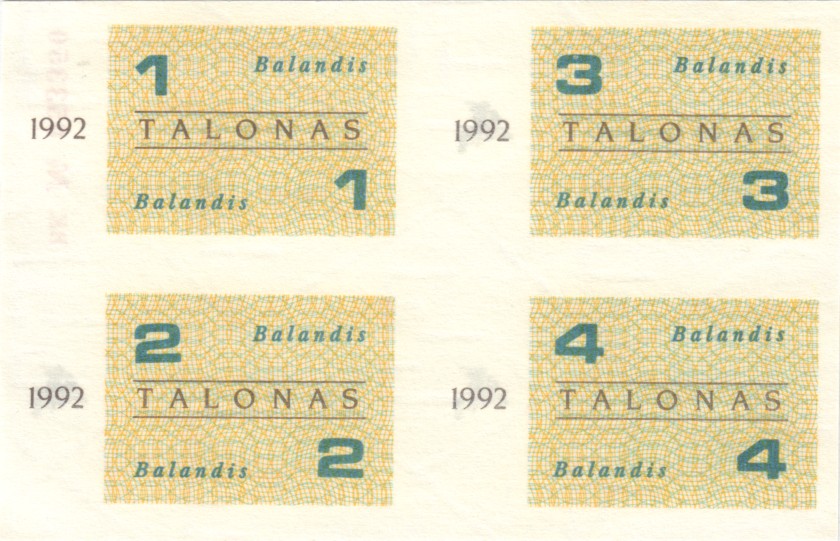 1 Balandis
1992 TALONAS
Balandis 1
3 Balandis
1992 TALONAS
Balandis 3
2 Balandis
1992 TALONAS
Balandis 2
4 Balandis
1992 TALONAS
Balandis 4